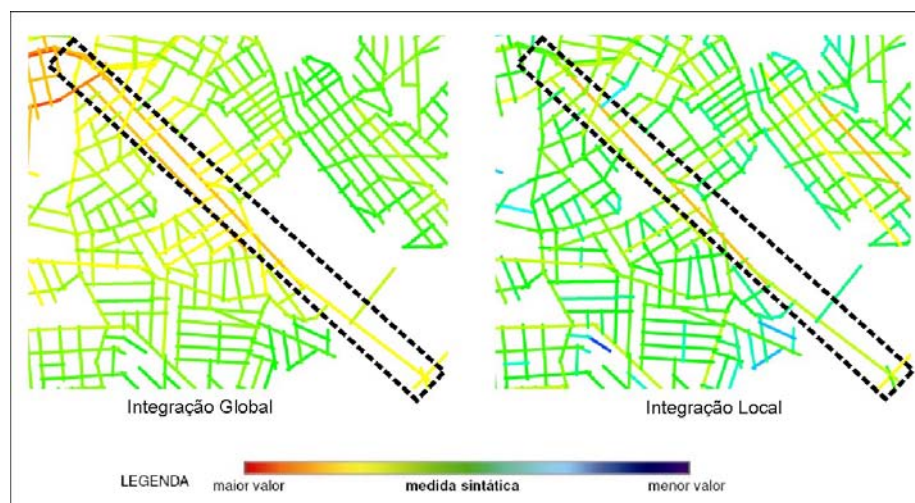 Integração Global
Integração Local
LEGENDA maior valor medida sintática menor valor